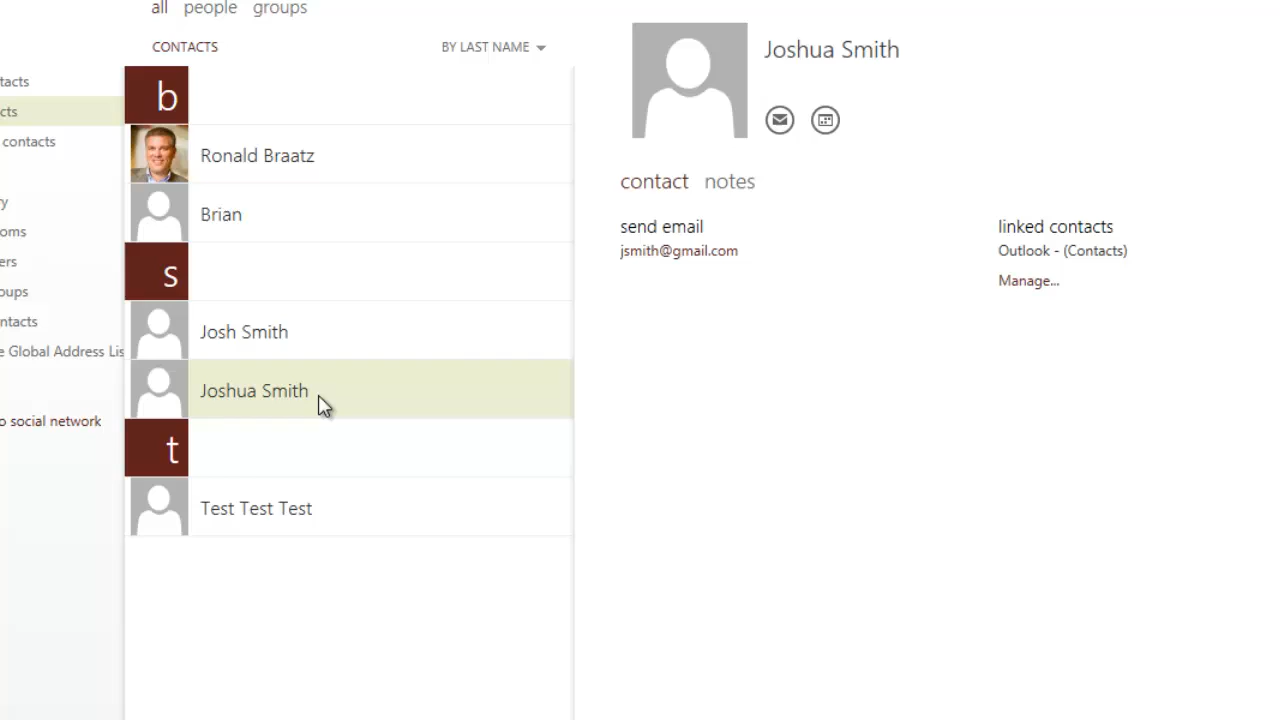 all people groups
CONTACTS
BY LAST NAME
tacts
cts
contacts
ry
oms
ers
oups
ntacts
e Global Address Lis
o social network
b
Ronald Braatz
Brian
s
Josh Smith
Joshua Smith
t
Test Test Test
Joshua Smith
contact notes
send email
jsmith@gmail.com
linked contacts
Outlook - (Contacts)
Manage...